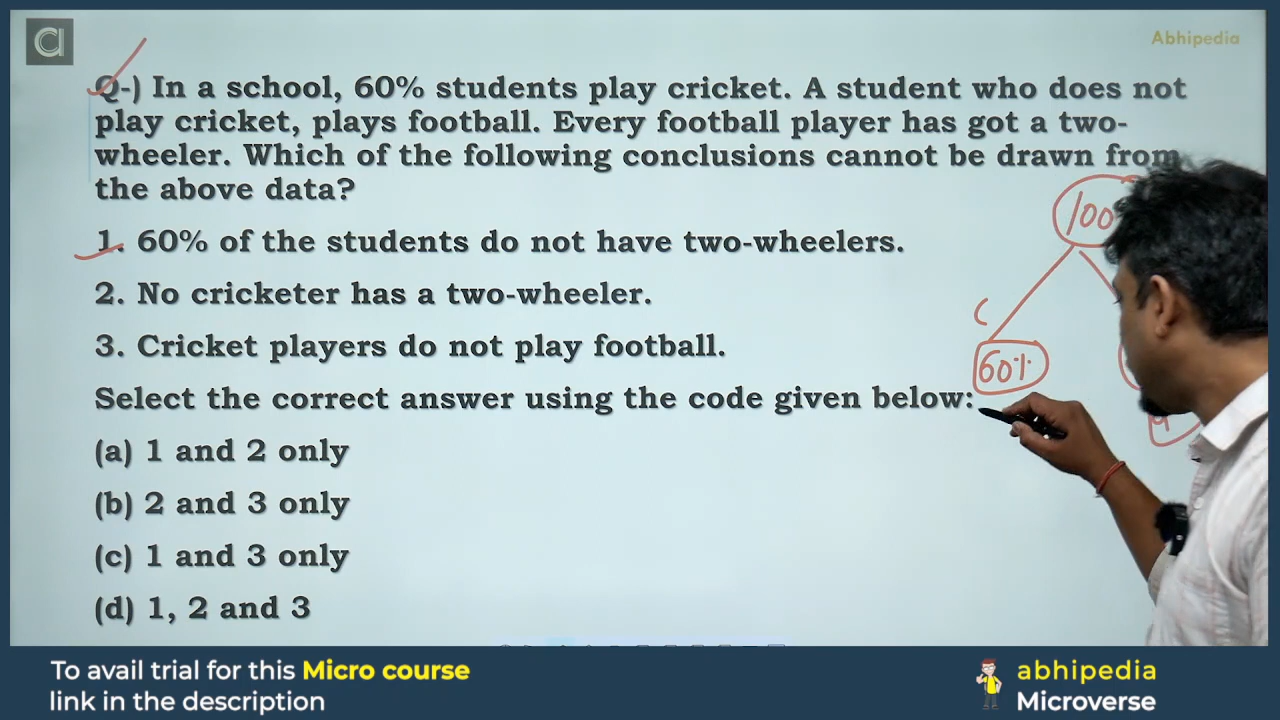 a
Abhipedia
Q-) In a school, 60% students play cricket. A student who does not
play cricket, plays football. Every football player has got a two-
wheeler. Which of the following conclusions cannot be drawn from
the above data?
100
1. 60% of the students do not have two-wheelers.
2. No cricketer has a two-wheeler.
C
3. Cricket players do not play football.
60%
Select the correct answer using the code given below:
(a) 1 and 2 only
(b) 2 and 3 only
(c) 1 and 3 only
(d) 1, 2 and 3
To avail trial for this Micro course
link in the description
abhipedia
Microverse